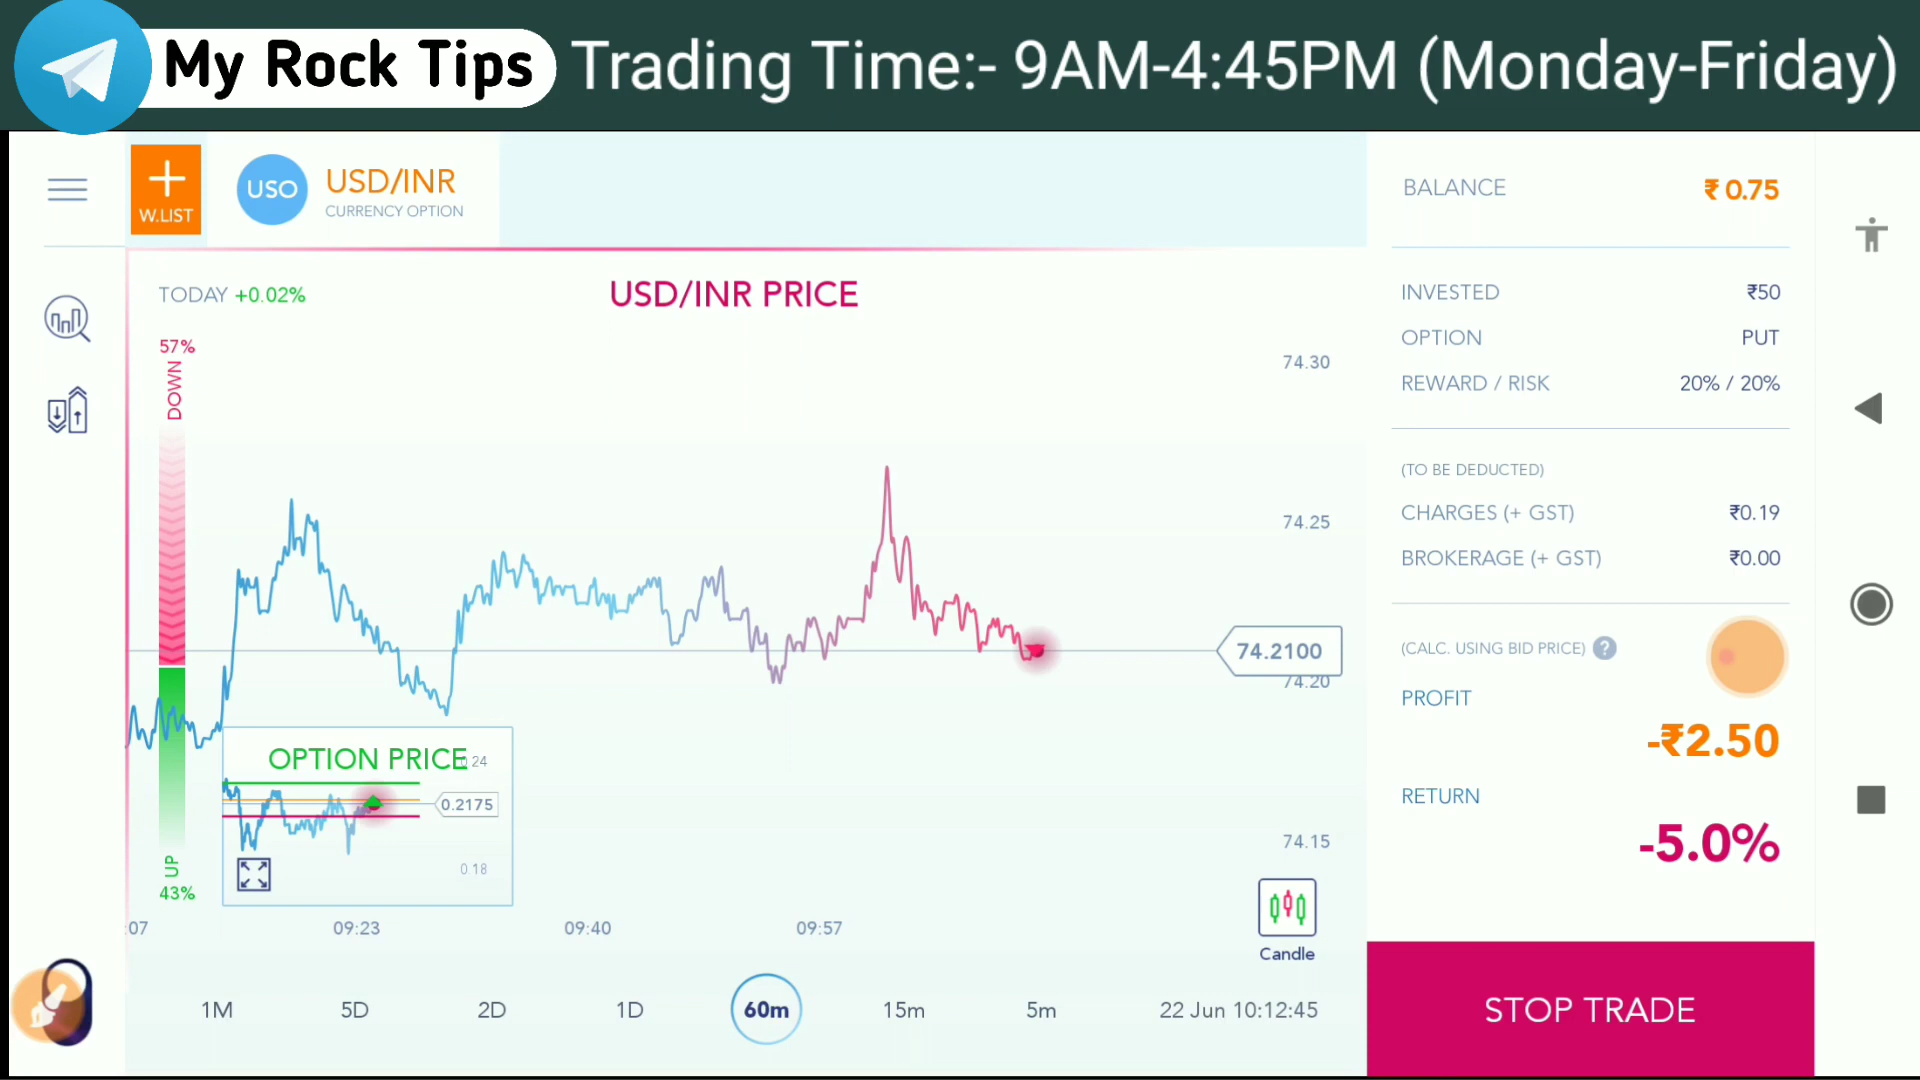 My Rock Tips
Trading Time:- 9AM-4:45PM (Monday-Friday)
W.LIST
USO
USD/INR
CURRENCY OPTION
BALANCE
₹ 0.75
TODAY +0.02%
USD/INR PRICE
INVESTED
₹50
57%
DOWN
OPTION
PUT
74.30
REWARD / RISK
20% / 20%
(TO BE DEDUCTED)
74.25
CHARGES (+ GST)
₹0.19
BROKERAGE (+ GST)
₹0.00
74.2100
74.20
(CALC. USING BID PRICE) ?
PROFIT
-₹2.50
OPTION PRICE
0.24
0.2175
0.18
RETURN
-5.0%
74.15
UP
43%
:07
09:23
09:40
09:57
Candle
1M
5D
2D
1D
60m
15m
5m
22 Jun 10:12:45
STOP TRADE